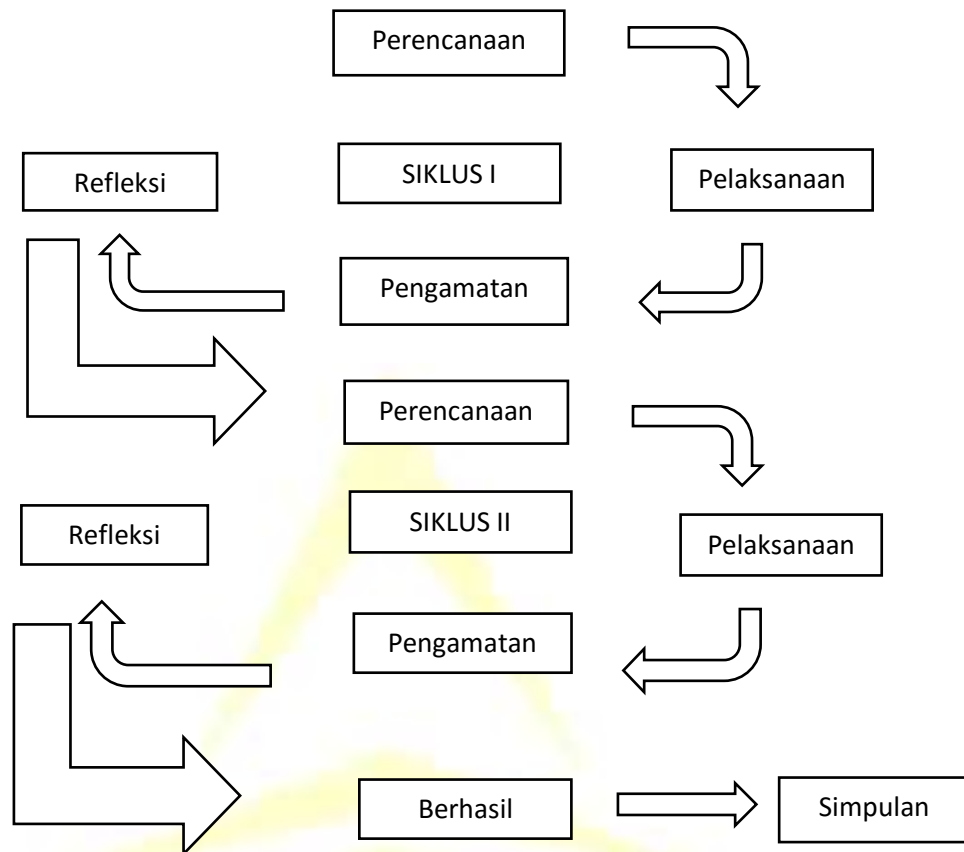 Perencanaan
Refleksi
SIKLUS I
Pelaksanaan
Pengamatan
Perencanaan
Refleksi
SIKLUS II
Pelaksanaan
Pengamatan
Berhasil
Simpulan